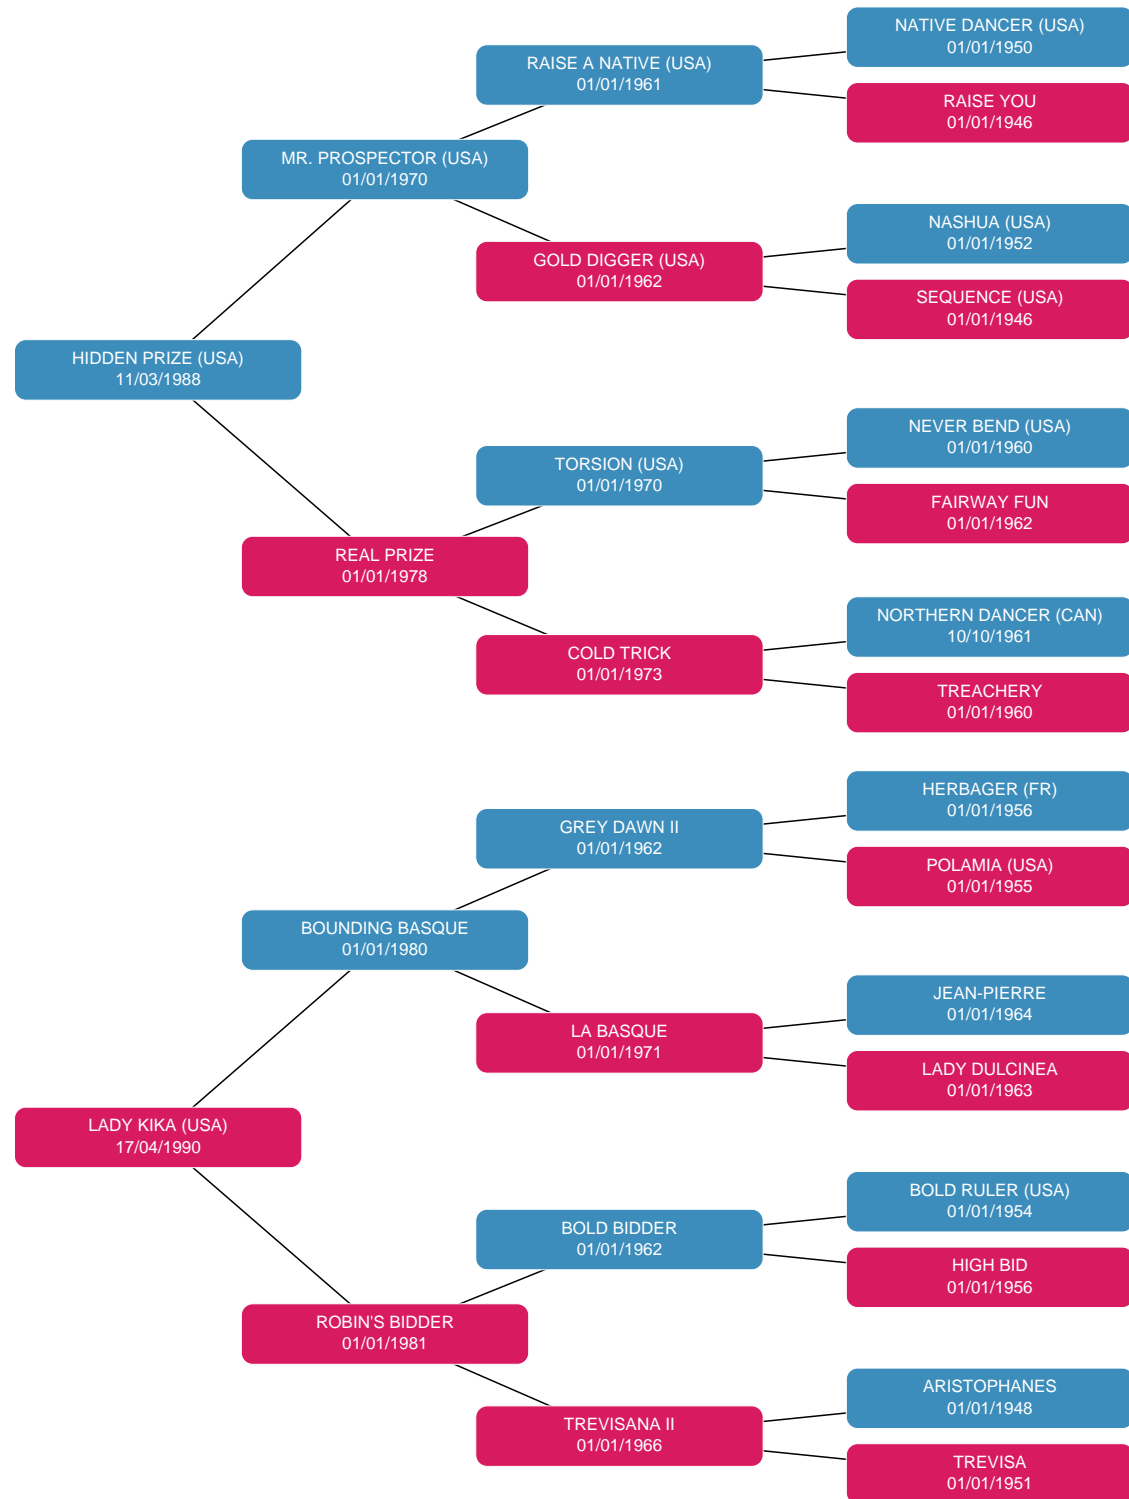 NATIVE DANCER (USA)
01/01/1950
RAISE A NATIVE (USA)
01/01/1961
RAISE YOU
01/01/1946
MR. PROSPECTOR (USA)
01/01/1970
NASHUA (USA)
01/01/1952
GOLD DIGGER (USA)
01/01/1962
SEQUENCE (USA)
01/01/1946
HIDDEN PRIZE (USA)
11/03/1988
NEVER BEND (USA)
01/01/1960
TORSION (USA)
01/01/1970
FAIRWAY FUN
01/01/1962
REAL PRIZE
01/01/1978
NORTHERN DANCER (CAN)
10/10/1961
COLD TRICK
01/01/1973
TREACHERY
01/01/1960
HERBAGER (FR)
01/01/1956
GREY DAWN II
01/01/1962
POLAMIA (USA)
01/01/1955
BOUNDING BASQUE
01/01/1980
JEAN-PIERRE
01/01/1964
LA BASQUE
01/01/1971
LADY DULCINEA
01/01/1963
LADY KIKA (USA)
17/04/1990
BOLD RULER (USA)
01/01/1954
BOLD BIDDER
01/01/1962
HIGH BID
01/01/1956
ROBIN'S BIDDER
01/01/1981
ARISTOPHANES
01/01/1948
TREVISANA II
01/01/1966
TREVISA
01/01/1951